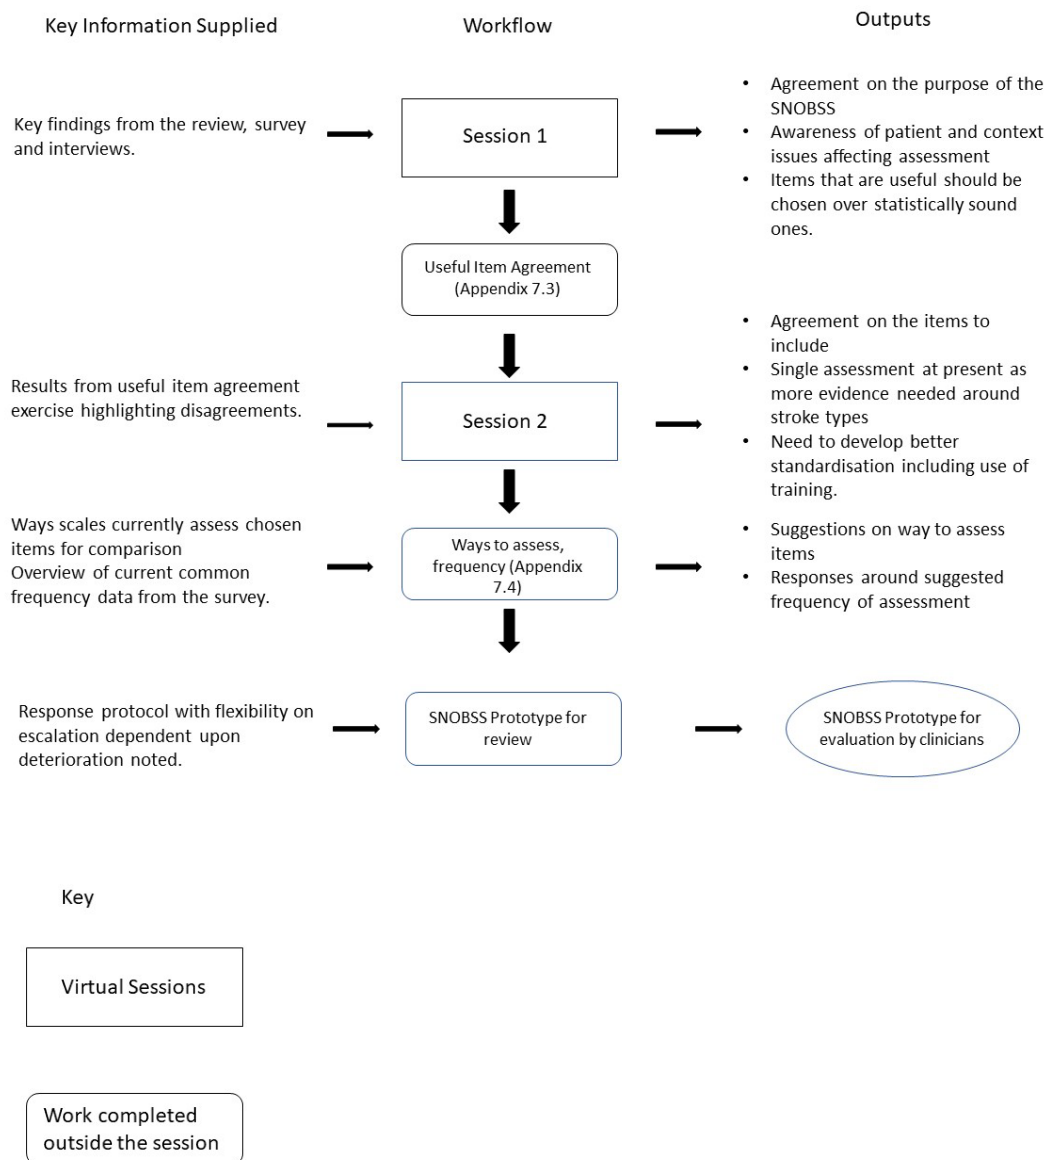 Key Information Supplied
Workflow
Outputs
Key findings from the review, survey
and interviews.
Session 1
• Agreement on the purpose of the
SNOBSS
• Awareness of patient and context
issues affecting assessment
• Items that are useful should be
chosen over statistically sound
ones.
Useful Item Agreement
(Appendix 7.3)
Results from useful item agreement
exercise highlighting disagreements.
Session 2
• Agreement on the items to
include
• Single assessment at present as
more evidence needed around
stroke types
• Need to develop better
standardisation including use of
training.
Ways scales currently assess chosen
items for comparison
Overview of current common
frequency data from the survey.
Ways to assess,
frequency (Appendix
7.4)
• Suggestions on way to assess
items
• Responses around suggested
frequency of assessment
Response protocol with flexibility on
escalation dependent upon
deterioration noted.
SNOBSS Prototype for
review
SNOBSS Prototype for
evaluation by clinicians
Key
Virtual Sessions
Work completed
outside the session